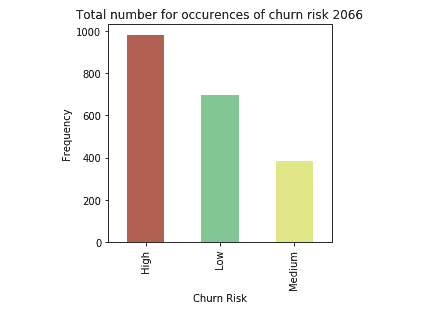 Total number for occurences of churn risk 2066
1000
800
600
400
200
0
Frequency
High
Low
Medium
Churn Risk